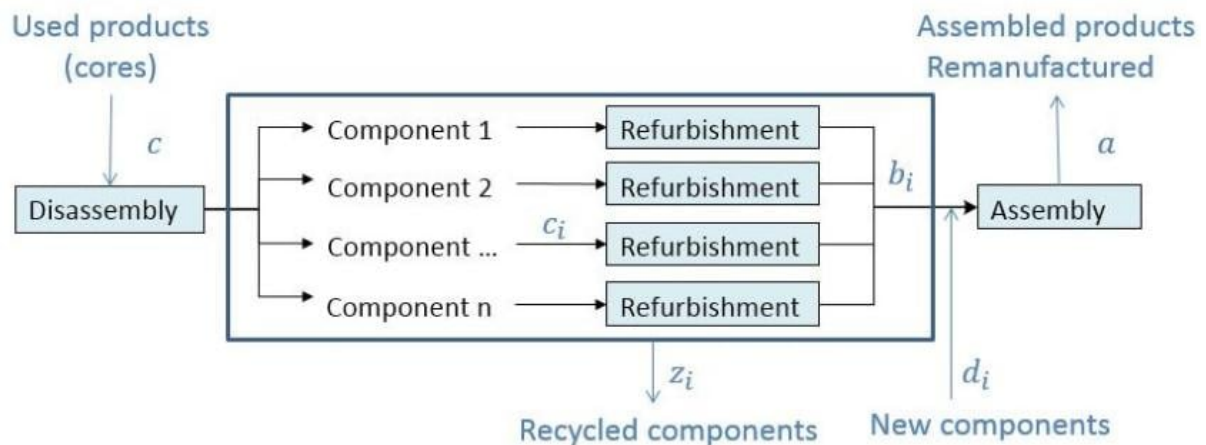 Used products
(cores)
Assembled products
Remanufactured
c
a
Component 1
Refurbishment
Component 2
Refurbishment
b_i
Disassembly
Assembly
c_i
Component ...
Refurbishment
Component n
Refurbishment
z_i
d_i
Recycled components
New components